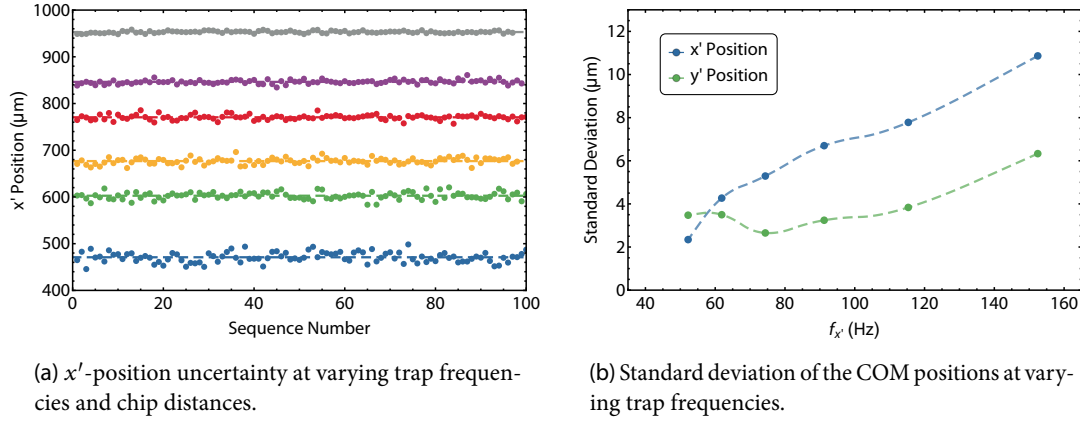 1000
900
800
700
600
500
400
x' Position (μm)
0
20
40
60
80
100
Sequence Number
12
10
8
6
4
2
0
Standard Deviation (μm)
x' Position
y' Position
40
60
80
100
120
140
160
f_x' (Hz)
(a) x′-position uncertainty at varying trap frequen-
cies and chip distances.
(b) Standard deviation of the COM positions at vary-
ing trap frequencies.